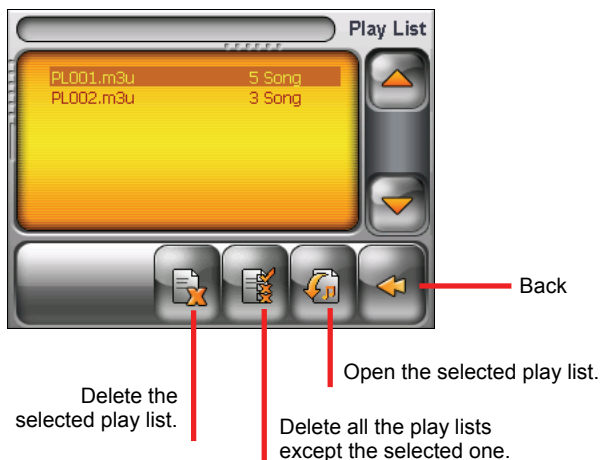 Play List
PL001.m3u 5 Song
PL002.m3u 3 Song
Back
Open the selected play list.
Delete the
selected play list.
Delete all the play lists
except the selected one.